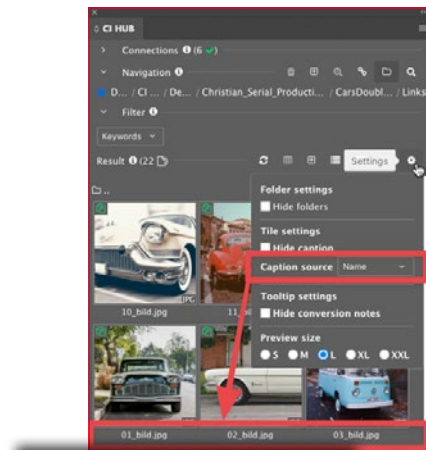 CI HUB
Connections (6 ✓)
Navigation
D... / CI ... / De... / Christian_Serial_Producti... / CarsDoubl... / Links
Filter
Keywords
Result (22
Settings
..
Folder settings
Hide folders
Tile settings
Hide caption
Caption source Name
Tooltip settings
Hide conversion notes
Preview size
S M L XL XXL
JPG
10_bild.jpg
01_bild.jpg 02_bild.jpg 03_bild.jpg